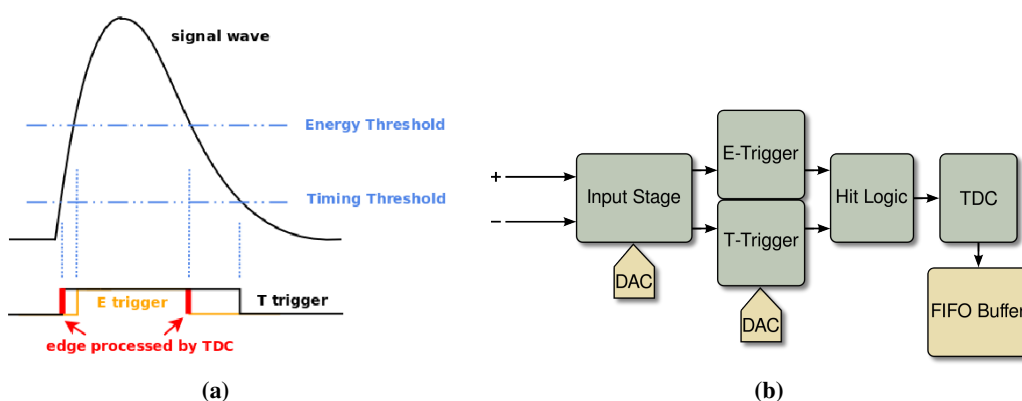 signal wave
Energy Threshold
Timing Threshold
E trigger
T trigger
edge processed by TDC
(a)
+
−
Input Stage
DAC
E-Trigger
T-Trigger
DAC
Hit Logic
TDC
FIFO Buffer
(b)